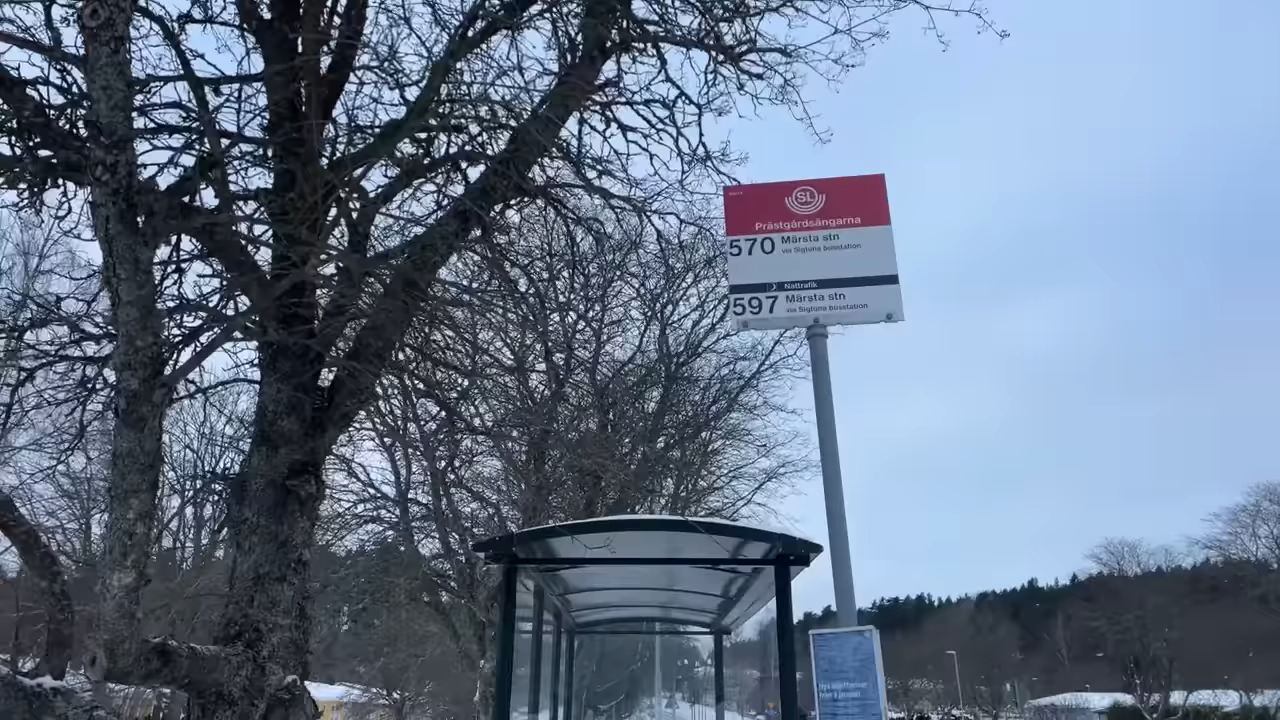 SL
Prästgårdsängarna
570 Märsta stn
via Sigtuna busstation
Nattrafik
597 Märsta stn
via Sigtuna busstation